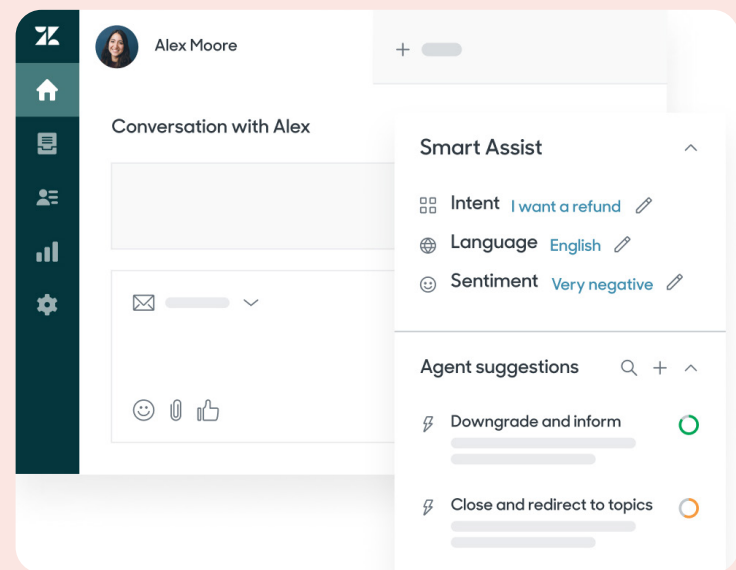 Alex Moore
Conversation with Alex
Smart Assist
Intent I want a refund
Language English
Sentiment Very negative
Agent suggestions
Downgrade and inform
Close and redirect to topics